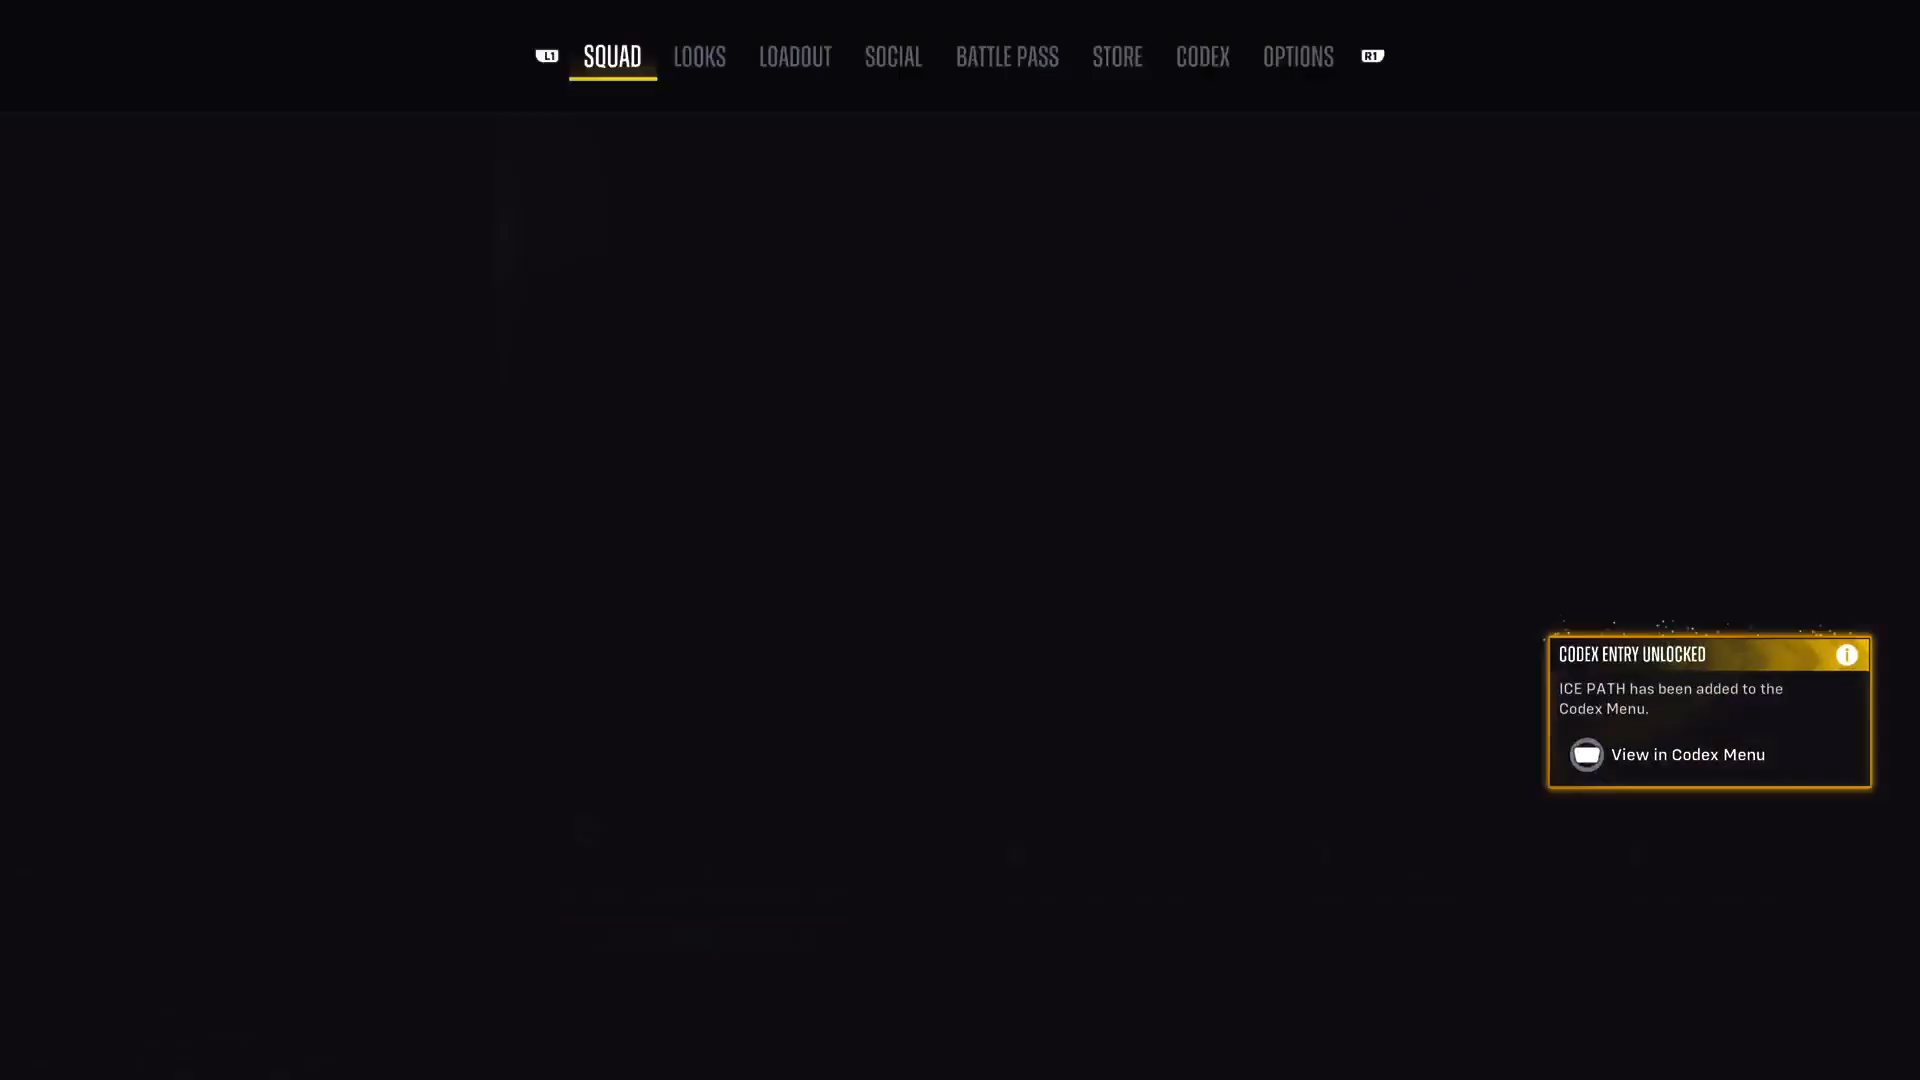 L1 SQUAD LOOKS LOADOUT SOCIAL BATTLE PASS STORE CODEX OPTIONS R1
CODEX ENTRY UNLOCKED
ICE PATH has been added to the
Codex Menu.
View in Codex Menu